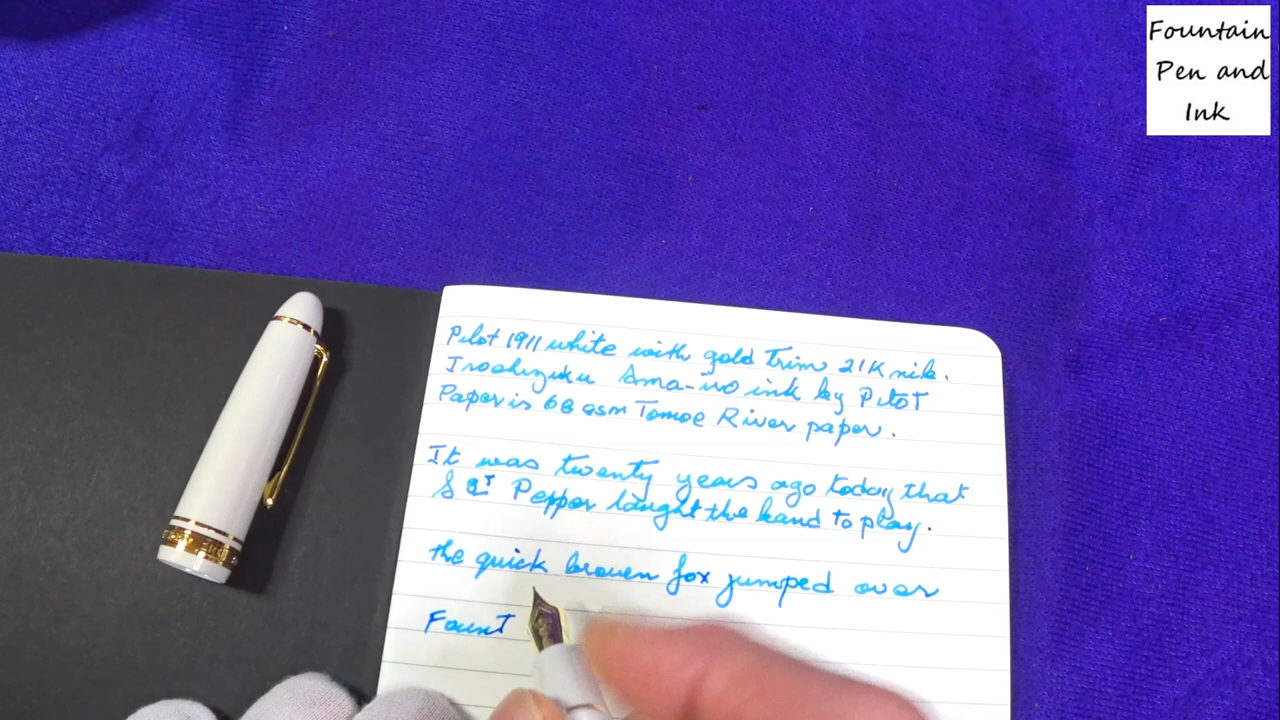 Fountain
Pen and
Ink
Pilot 1911 white with gold Trim 21K nib.
Iroshizuku Ama-iro ink by Pilot
Paper is 68 gsm Tomoe River paper.
It was twenty years ago today that
Sgt Pepper taught the band to play.
the quick brown fox jumped over
Fount